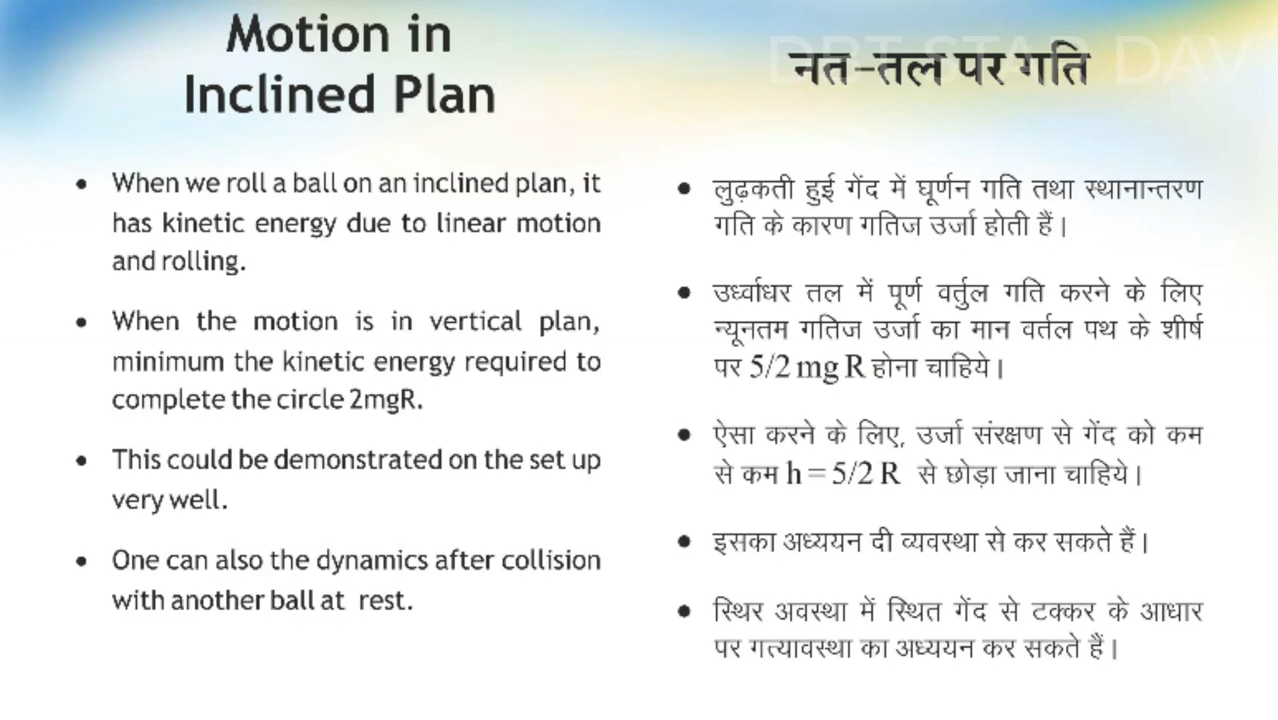 Motion in
Inclined Plan
• When we roll a ball on an inclined plan, it
has kinetic energy due to linear motion
and rolling.
• When the motion is in vertical plan,
minimum the kinetic energy required to
complete the circle 2mgR.
• This could be demonstrated on the set up
very well.
• One can also the dynamics after collision
with another ball at rest.
DBT STAR DAV
नत-तल पर गति
• लुढ़कती हुई गेंद में घूर्णन गति तथा स्थानान्तरण
गति के कारण गतिज उर्जा होती हैं।
• उर्ध्वाधर तल में पूर्ण वर्तुल गति करने के लिए
न्यूनतम गतिज उर्जा का मान वर्तल पथ के शीर्ष
पर 5/2 mg R होना चाहिये।
• ऐसा करने के लिए, उर्जा संरक्षण से गेंद को कम
से कम h = 5/2 R से छोड़ा जाना चाहिये।
• इसका अध्ययन दी व्यवस्था से कर सकते हैं।
• स्थिर अवस्था में स्थित गेंद से टक्कर के आधार
पर गत्यावस्था का अध्ययन कर सकते हैं।